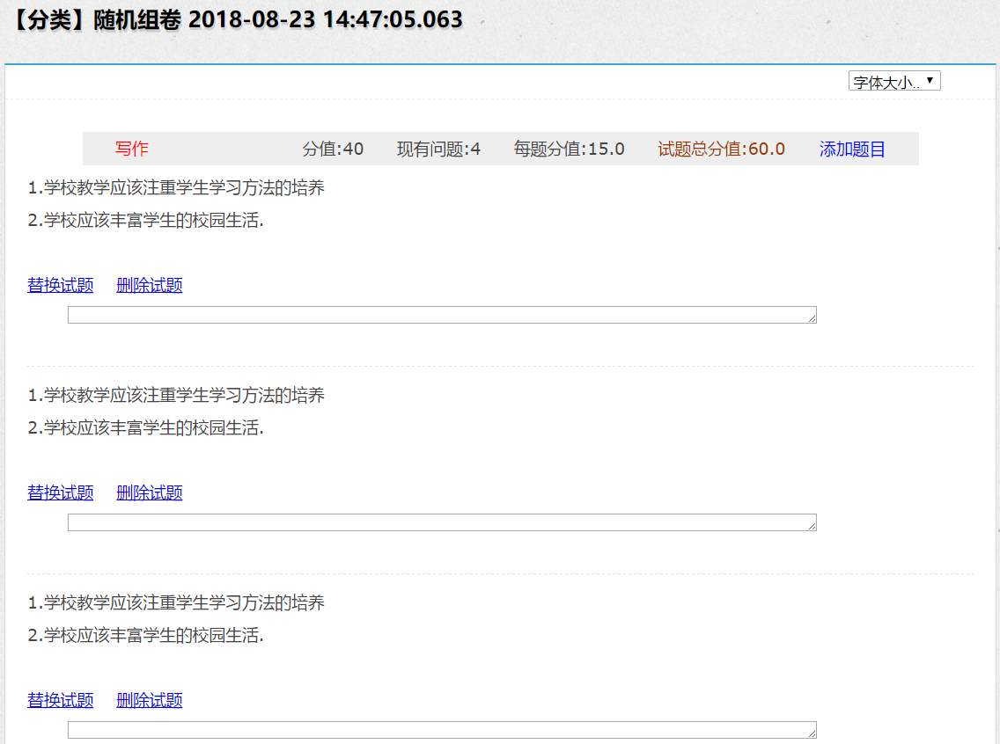 【分类】随机组卷 2018-08-23 14:47:05.063
字体大小..
写作 分值:40 现有问题:4 每题分值:15.0 试题总分值:60.0 添加题目
1.学校教学应该注重学生学习方法的培养
2.学校应该丰富学生的校园生活.
替换试题 删除试题
1.学校教学应该注重学生学习方法的培养
2.学校应该丰富学生的校园生活.
替换试题 删除试题
1.学校教学应该注重学生学习方法的培养
2.学校应该丰富学生的校园生活.
替换试题 删除试题